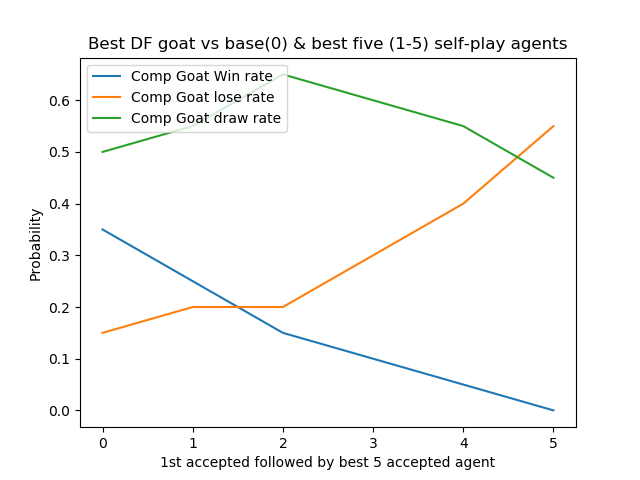 Best DF goat vs base(0) & best five (1-5) self-play agents
Comp Goat Win rate
Comp Goat lose rate
Comp Goat draw rate
Probability
0.6
0.5
0.4
0.3
0.2
0.1
0.0
0 1 2 3 4 5
1st accepted followed by best 5 accepted agent